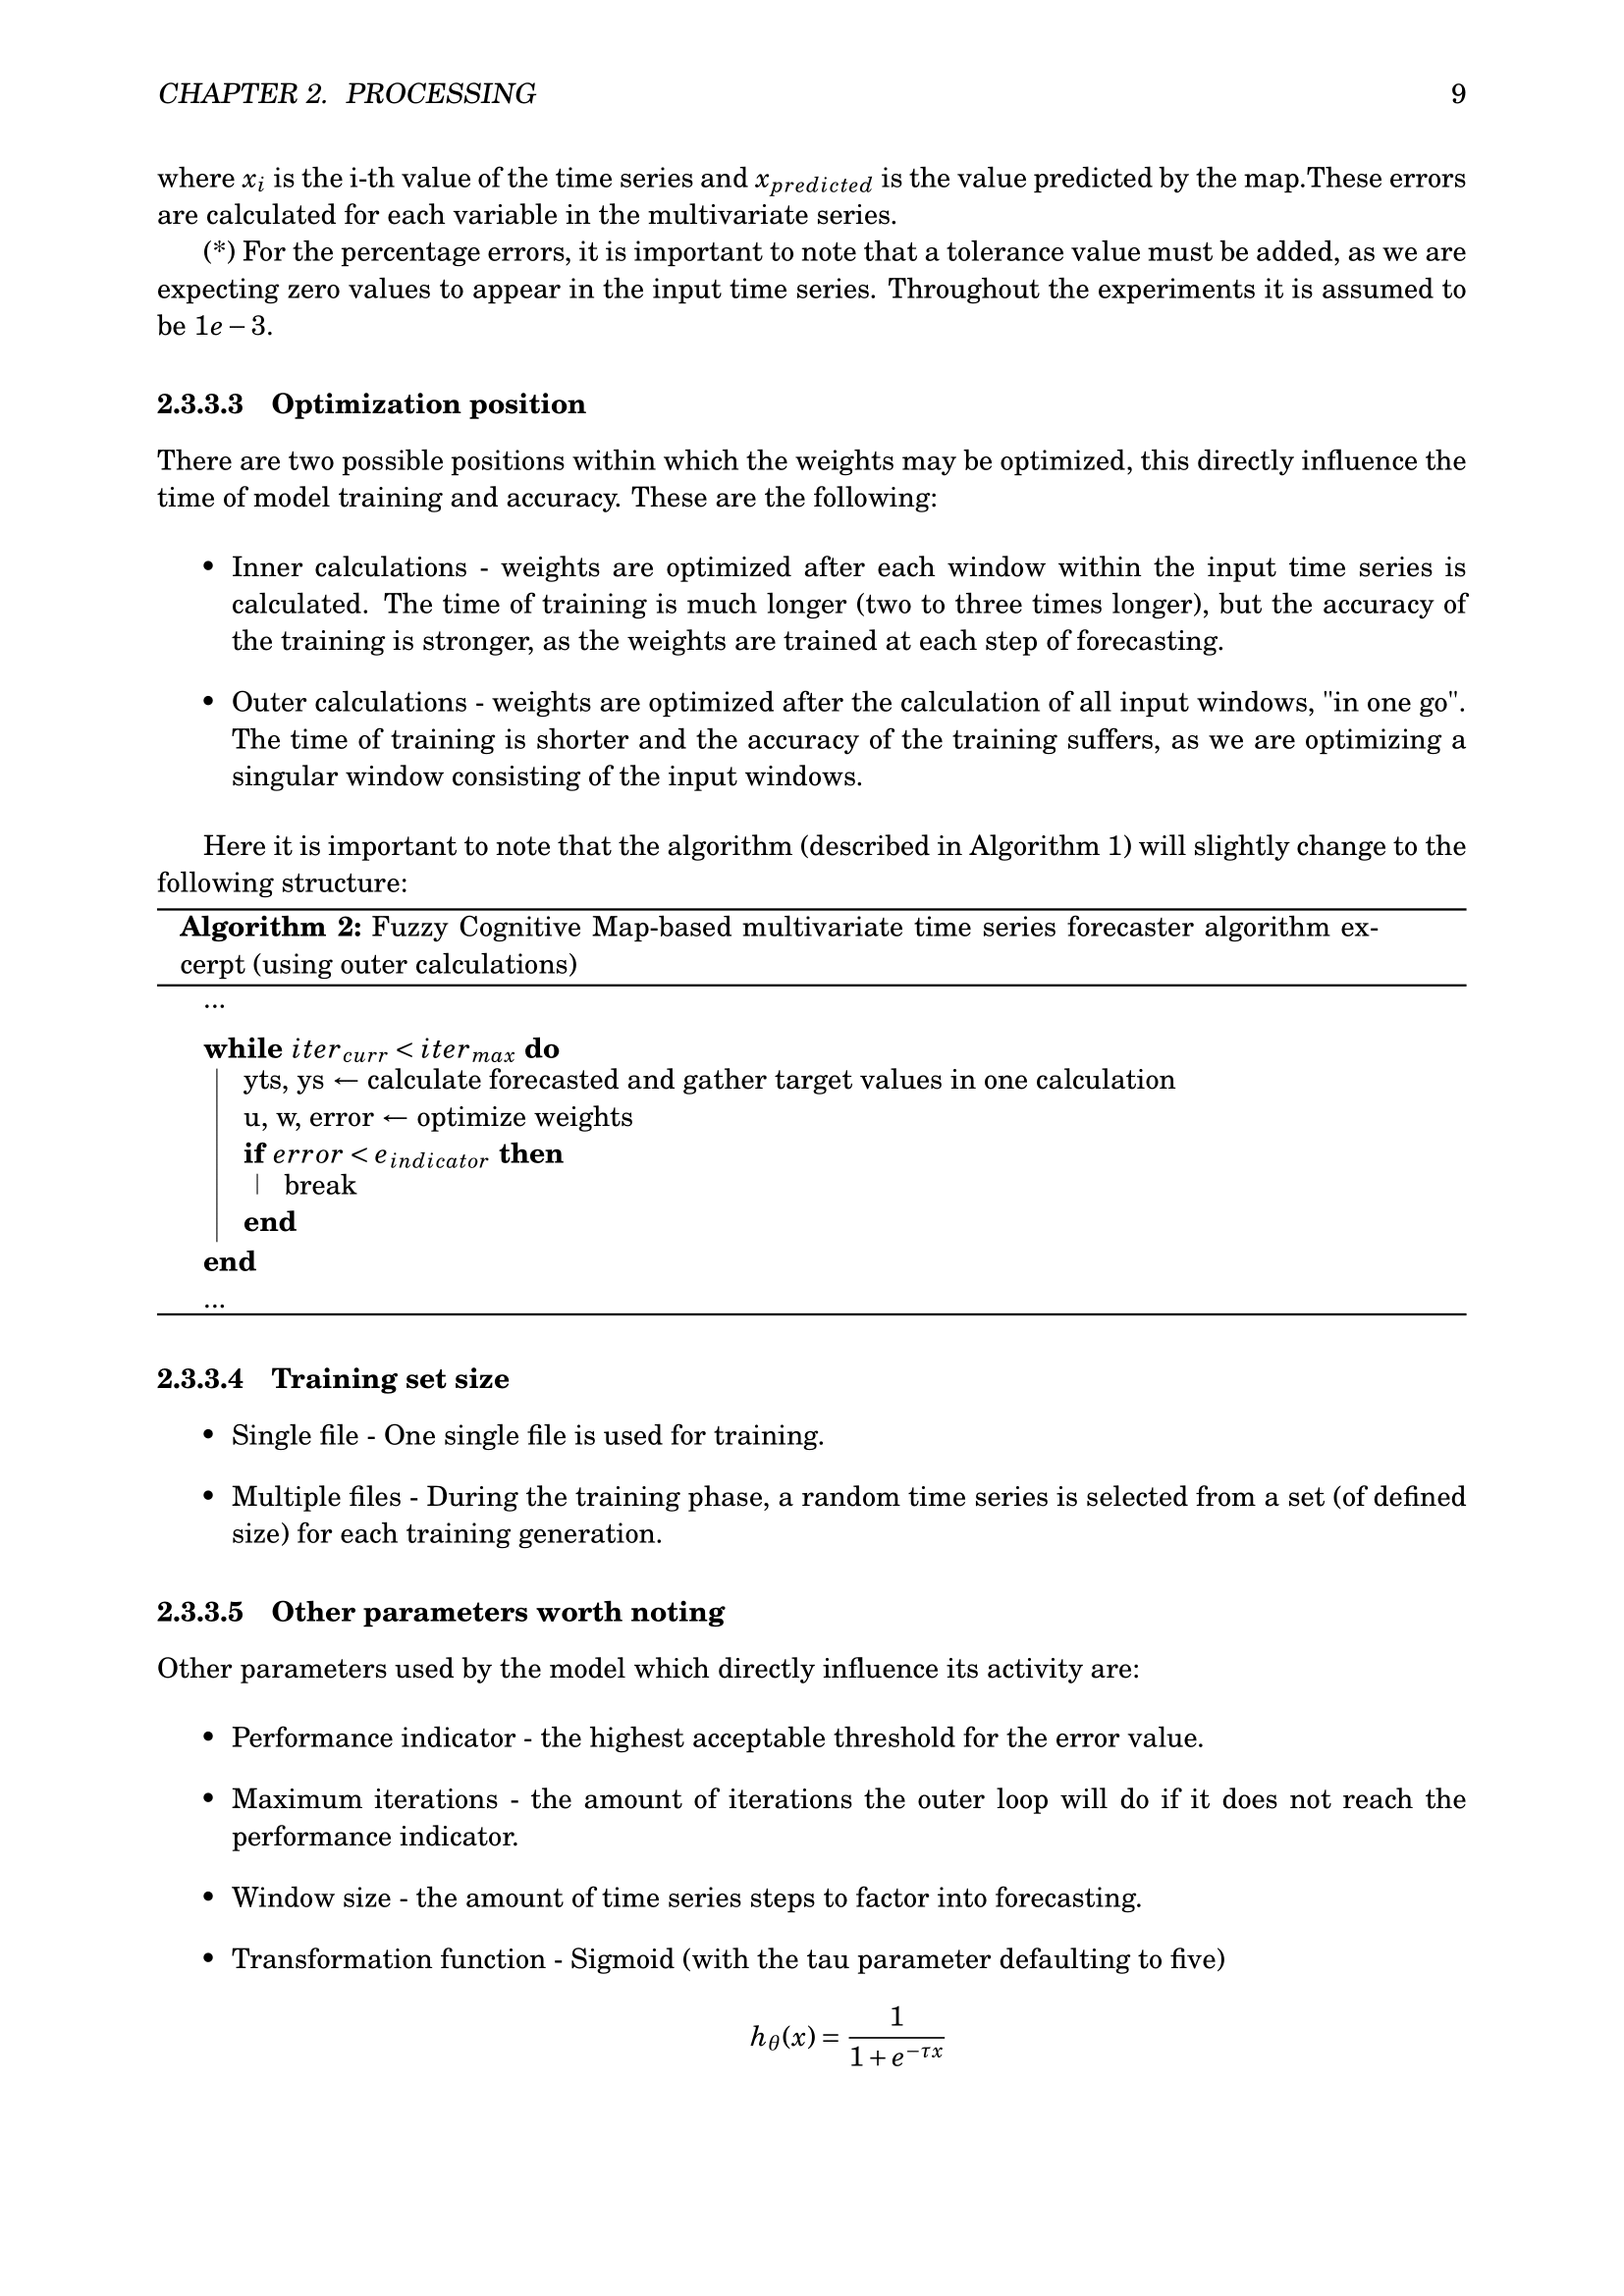 CHAPTER 2. PROCESSING 9
where x_i is the i-th value of the time series and x_predicted is the value predicted by the map.These errors
are calculated for each variable in the multivariate series.
(*) For the percentage errors, it is important to note that a tolerance value must be added, as we are
expecting zero values to appear in the input time series. Throughout the experiments it is assumed to
be 1e − 3.
2.3.3.3 Optimization position
There are two possible positions within which the weights may be optimized, this directly influence the
time of model training and accuracy. These are the following:
• Inner calculations - weights are optimized after each window within the input time series is
calculated. The time of training is much longer (two to three times longer), but the accuracy of
the training is stronger, as the weights are trained at each step of forecasting.
• Outer calculations - weights are optimized after the calculation of all input windows, "in one go".
The time of training is shorter and the accuracy of the training suffers, as we are optimizing a
singular window consisting of the input windows.
Here it is important to note that the algorithm (described in Algorithm 1) will slightly change to the
following structure:
Algorithm 2: Fuzzy Cognitive Map-based multivariate time series forecaster algorithm ex-
cerpt (using outer calculations)
...
while iter_curr < iter_max do
yts, ys ← calculate forecasted and gather target values in one calculation
u, w, error ← optimize weights
if error < e_indicator then
break
end
end
...
2.3.3.4 Training set size
• Single file - One single file is used for training.
• Multiple files - During the training phase, a random time series is selected from a set (of defined
size) for each training generation.
2.3.3.5 Other parameters worth noting
Other parameters used by the model which directly influence its activity are:
• Performance indicator - the highest acceptable threshold for the error value.
• Maximum iterations - the amount of iterations the outer loop will do if it does not reach the
performance indicator.
• Window size - the amount of time series steps to factor into forecasting.
• Transformation function - Sigmoid (with the tau parameter defaulting to five)
h_θ(x) = 1 / (1 + e^{−τx})